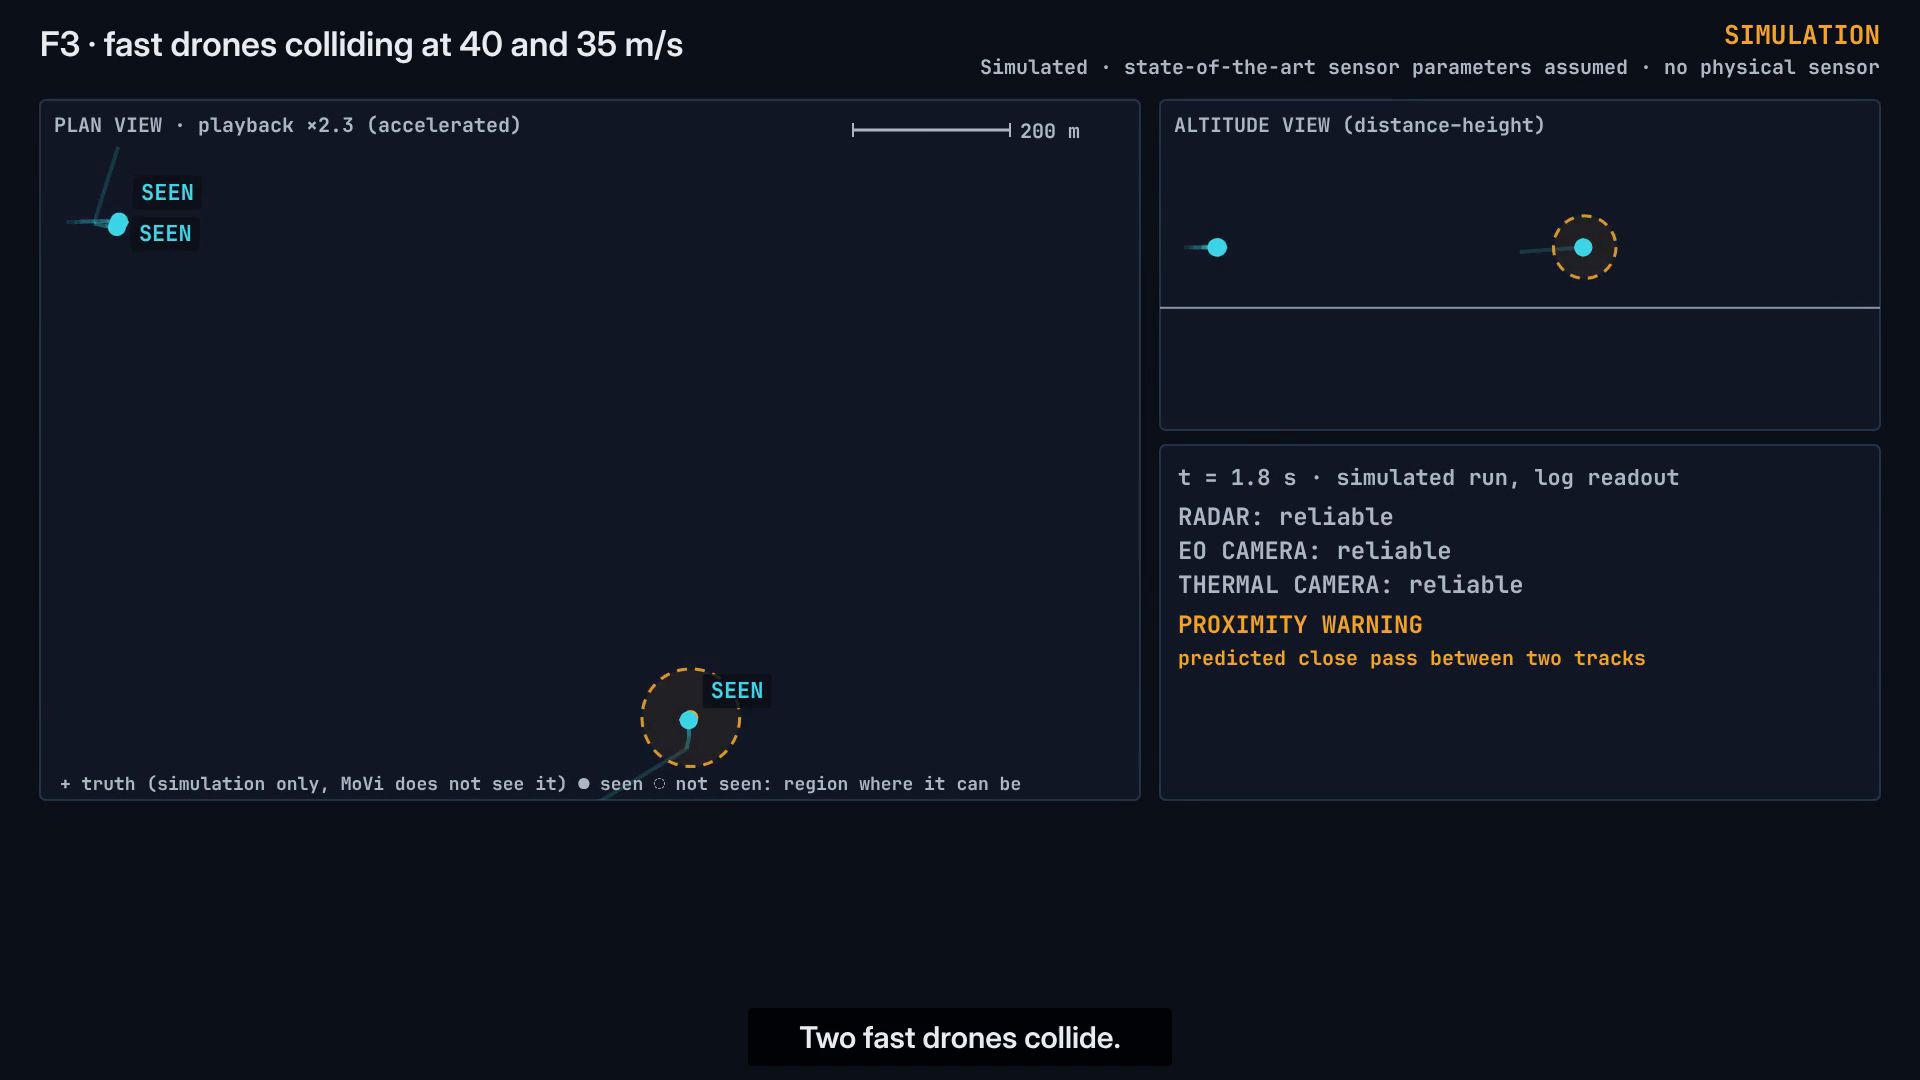 F3 · fast drones colliding at 40 and 35 m/s
SIMULATION
Simulated · state-of-the-art sensor parameters assumed · no physical sensor
PLAN VIEW · playback ×2.3 (accelerated)
200 m
SEEN
SEEN
SEEN
+ truth (simulation only, MoVi does not see it) ● seen ◌ not seen: region where it can be
ALTITUDE VIEW (distance–height)
t = 1.8 s · simulated run, log readout
RADAR: reliable
EO CAMERA: reliable
THERMAL CAMERA: reliable
PROXIMITY WARNING
predicted close pass between two tracks
Two fast drones collide.